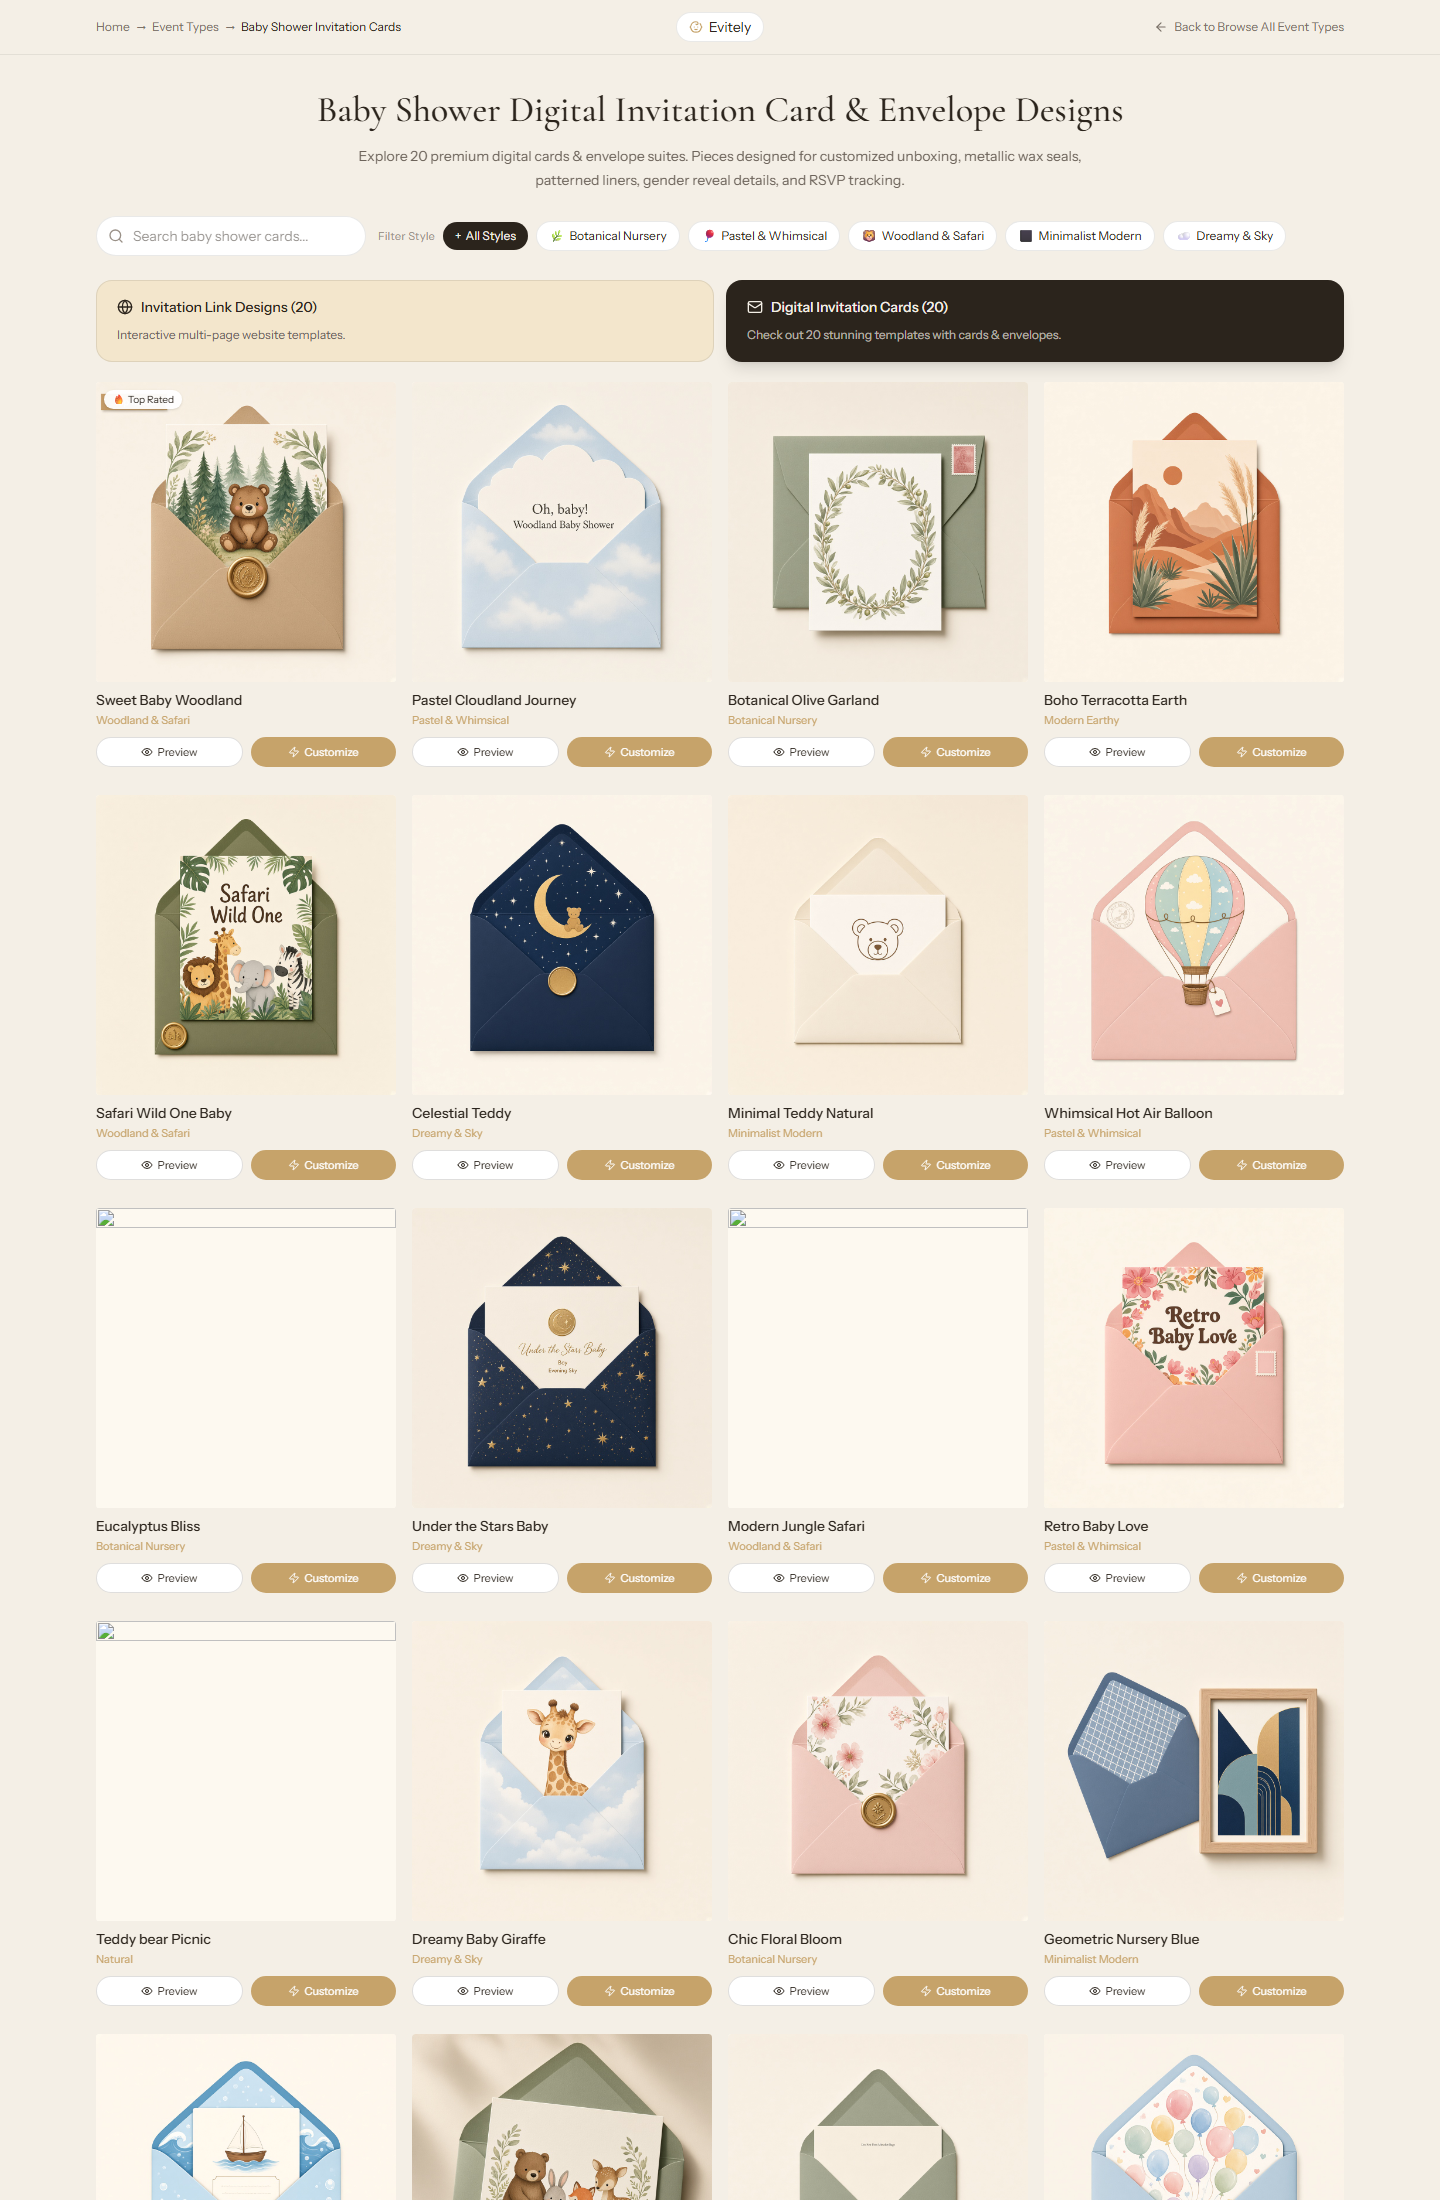 Home → Event Types → Baby Shower Invitation Cards
Evitely
← Back to Browse All Event Types
Baby Shower Digital Invitation Card & Envelope Designs
Explore 20 premium digital cards & envelope suites. Pieces designed for customized unboxing, metallic wax seals,
patterned liners, gender reveal details, and RSVP tracking.
Search baby shower cards...
Filter Style
+ All Styles
Botanical Nursery
Pastel & Whimsical
Woodland & Safari
Minimalist Modern
Dreamy & Sky
Invitation Link Designs (20)
Interactive multi-page website templates.
Digital Invitation Cards (20)
Check out 20 stunning templates with cards & envelopes.
Top Rated
Oh, baby!
Woodland Baby Shower
Sweet Baby Woodland
Woodland & Safari
Preview
Customize
Pastel Cloudland Journey
Pastel & Whimsical
Preview
Customize
Botanical Olive Garland
Botanical Nursery
Preview
Customize
Boho Terracotta Earth
Modern Earthy
Preview
Customize
Safari
Wild One
Safari Wild One Baby
Woodland & Safari
Preview
Customize
Celestial Teddy
Dreamy & Sky
Preview
Customize
Minimal Teddy Natural
Minimalist Modern
Preview
Customize
Whimsical Hot Air Balloon
Pastel & Whimsical
Preview
Customize
Under the Stars Baby
Boy
Evening Sky
Retro
Baby Love
Eucalyptus Bliss
Botanical Nursery
Preview
Customize
Under the Stars Baby
Dreamy & Sky
Preview
Customize
Modern Jungle Safari
Woodland & Safari
Preview
Customize
Retro Baby Love
Pastel & Whimsical
Preview
Customize
Teddy bear Picnic
Natural
Preview
Customize
Dreamy Baby Giraffe
Dreamy & Sky
Preview
Customize
Chic Floral Bloom
Botanical Nursery
Preview
Customize
Geometric Nursery Blue
Minimalist Modern
Preview
Customize